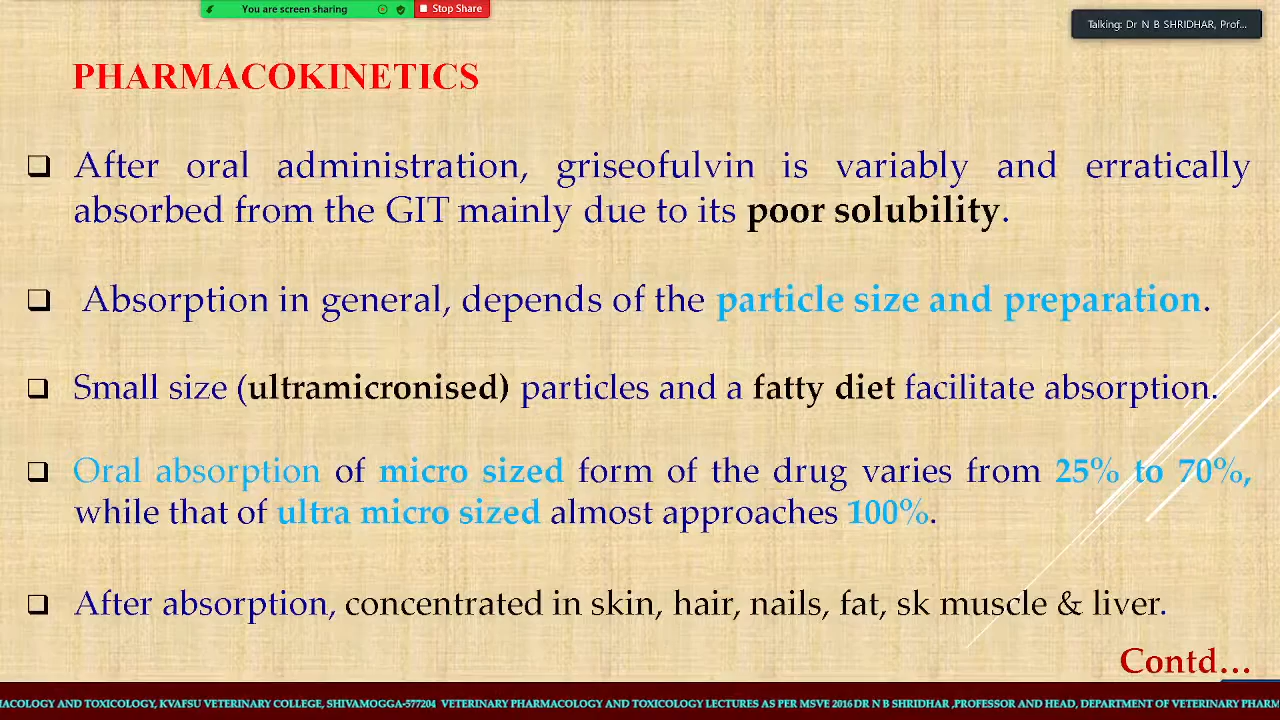 You are screen sharing
Stop Share
Talking: Dr N B SHRIDHAR, Prof...
PHARMACOKINETICS
❑ After oral administration, griseofulvin is variably and erratically
absorbed from the GIT mainly due to its poor solubility.
❑ Absorption in general, depends of the particle size and preparation.
❑ Small size (ultramicronised) particles and a fatty diet facilitate absorption.
❑ Oral absorption of micro sized form of the drug varies from 25% to 70%,
while that of ultra micro sized almost approaches 100%.
❑ After absorption, concentrated in skin, hair, nails, fat, sk muscle & liver.
Contd...
MACOLOGY AND TOXICOLOGY, KVAFSU VETERINARY COLLEGE, SHIVAMOGGA-577204 VETERINARY PHARMACOLOGY AND TOXICOLOGY LECTURES AS PER MSVE 2016 DR N B SHRIDHAR ,PROFESSOR AND HEAD, DEPARTMENT OF VETERINARY PHARM